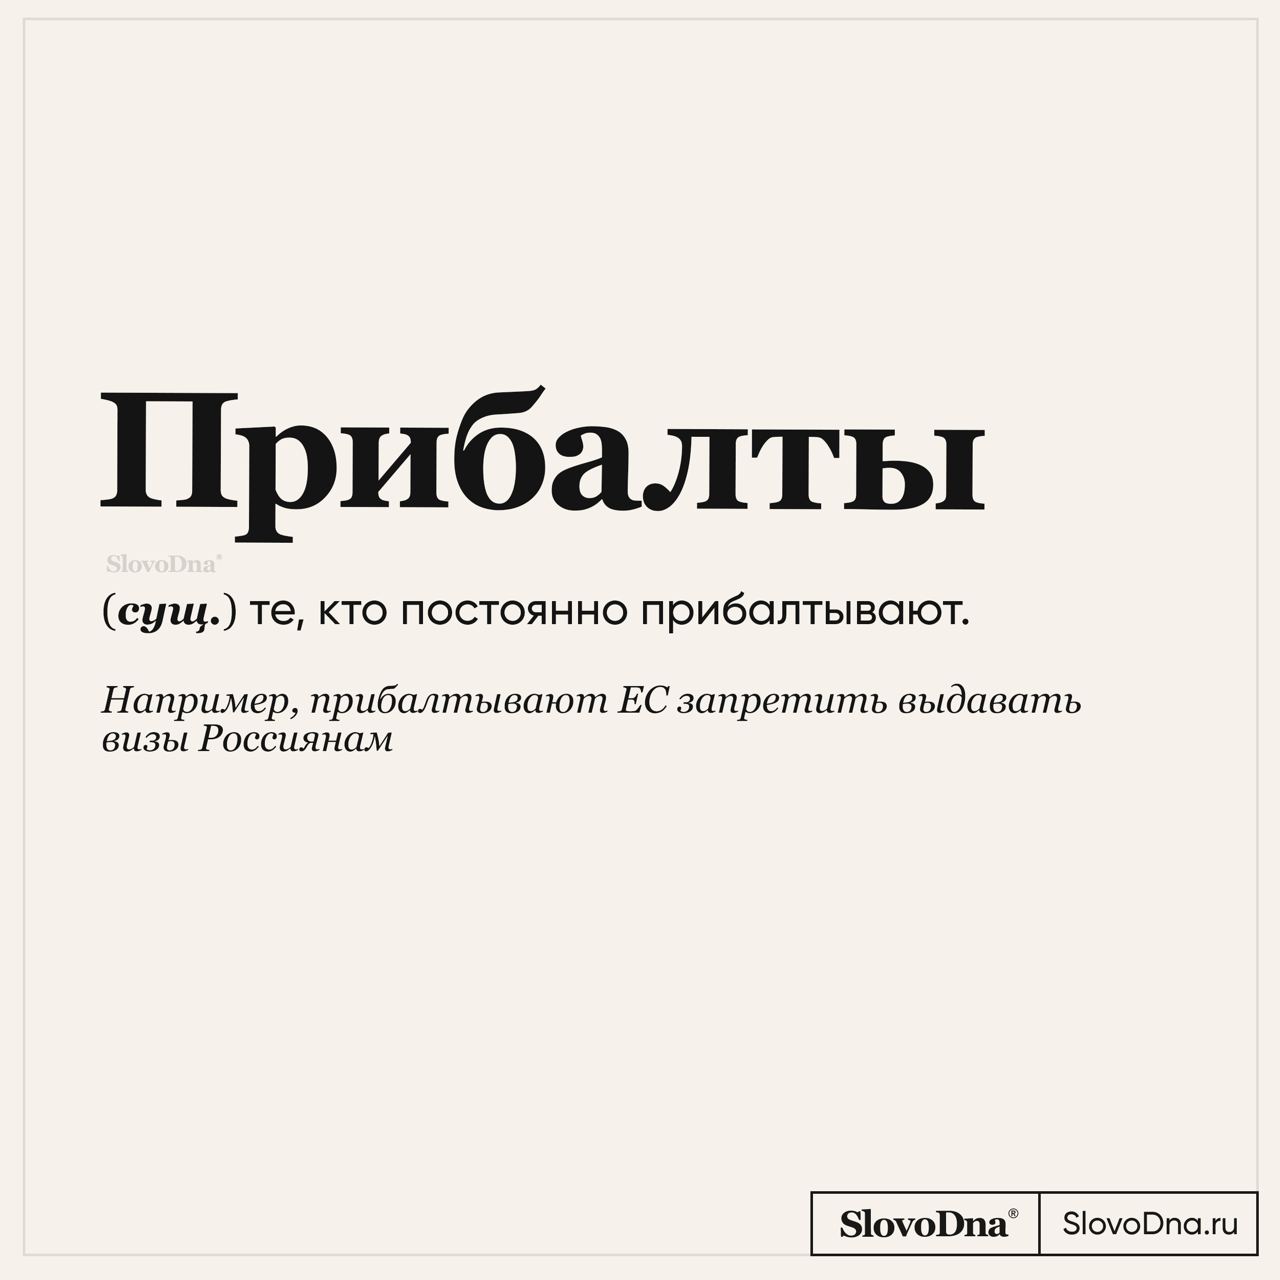 Прибалты
SlovoDna®
(сущ.) те, кто постоянно прибалтывают.
Например, прибалтывают ЕС запретить выдавать
визы Россиянам
SlovoDna® SlovoDna.ru